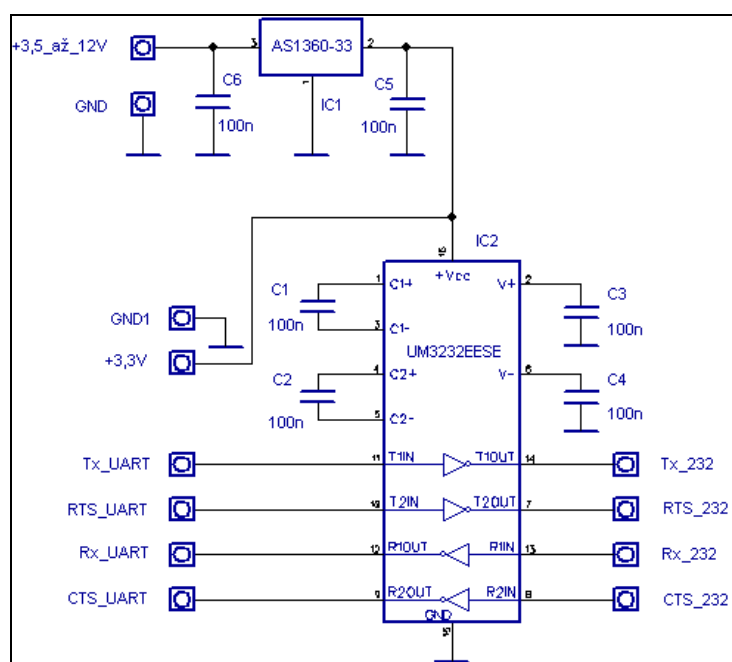 +3,5_až_12V
3
AS1360-33
2
C6
100n
1
IC1
C5
100n
GND
IC2
+Vcc
1
C1+
V+
2
C1
100n
C3
100n
3
C1-
GND1
+3,3V
UM3232EESE
4
C2+
V-
6
C2
100n
C4
100n
5
C2-
Tx_UART
11
T1IN
T1OUT
14
Tx_232
RTS_UART
10
T2IN
T2OUT
7
RTS_232
Rx_UART
12
R1OUT
R1IN
13
Rx_232
CTS_UART
9
R2OUT
R2IN
8
CTS_232
GND